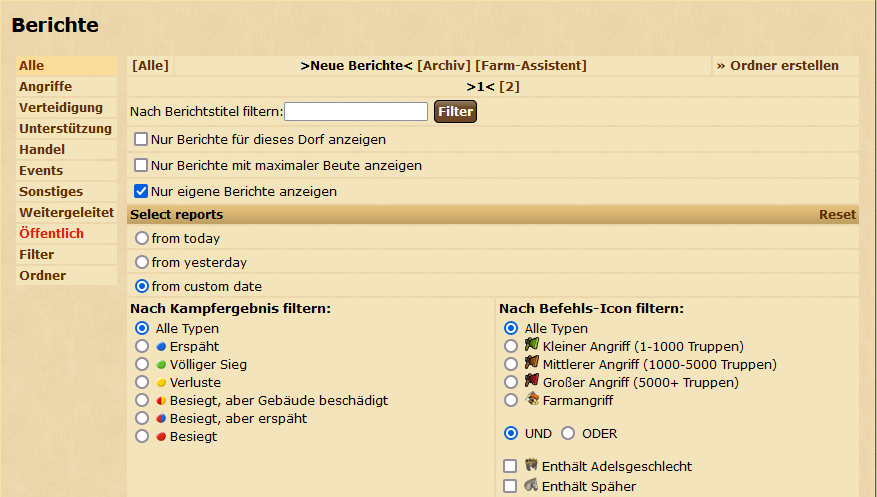 Berichte
Alle
Angriffe
Verteidigung
Unterstützung
Handel
Events
Sonstiges
Weitergeleitet
Öffentlich
Filter
Ordner
[Alle] >Neue Berichte< [Archiv] [Farm-Assistent] » Ordner erstellen
>1< [2]
Nach Berichtstitel filtern: Filter
Nur Berichte für dieses Dorf anzeigen
Nur Berichte mit maximaler Beute anzeigen
Nur eigene Berichte anzeigen
Select reports Reset
from today
from yesterday
from custom date
Nach Kampfergebnis filtern:
Alle Typen
Erspäht
Völliger Sieg
Verluste
Besiegt, aber Gebäude beschädigt
Besiegt, aber erspäht
Besiegt
Nach Befehls-Icon filtern:
Alle Typen
Kleiner Angriff (1-1000 Truppen)
Mittlerer Angriff (1000-5000 Truppen)
Großer Angriff (5000+ Truppen)
Farmangriff
UND ODER
Enthält Adelsgeschlecht
Enthält Späher